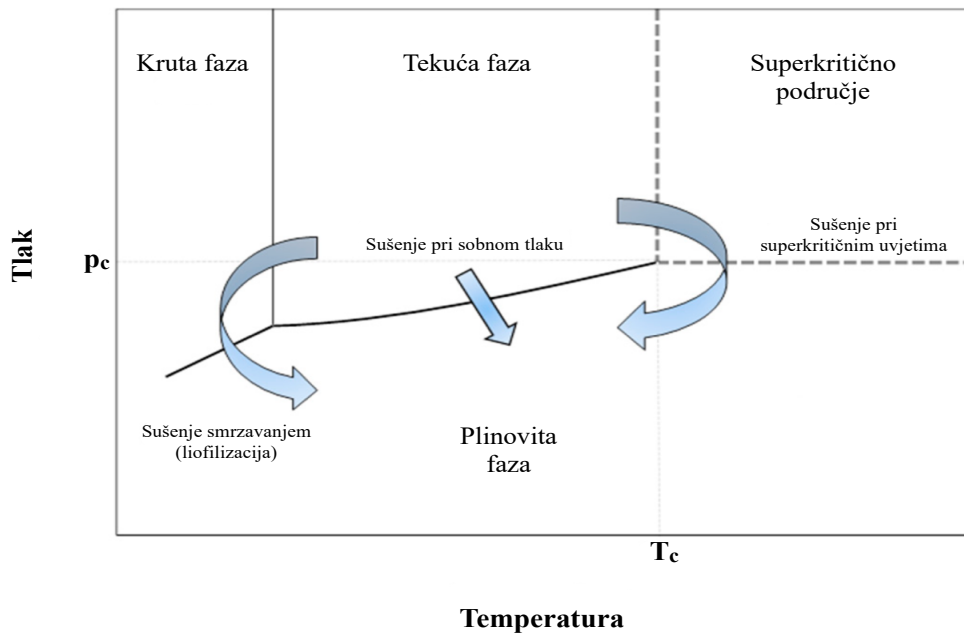 Kruta faza
Tekuća faza
Superkritično
područje
Tlak
pc
Sušenje pri sobnom tlaku
Sušenje pri
superkritičnim uvjetima
Sušenje smrzavanjem
(liofilizacija)
Plinovita
faza
Tc
Temperatura